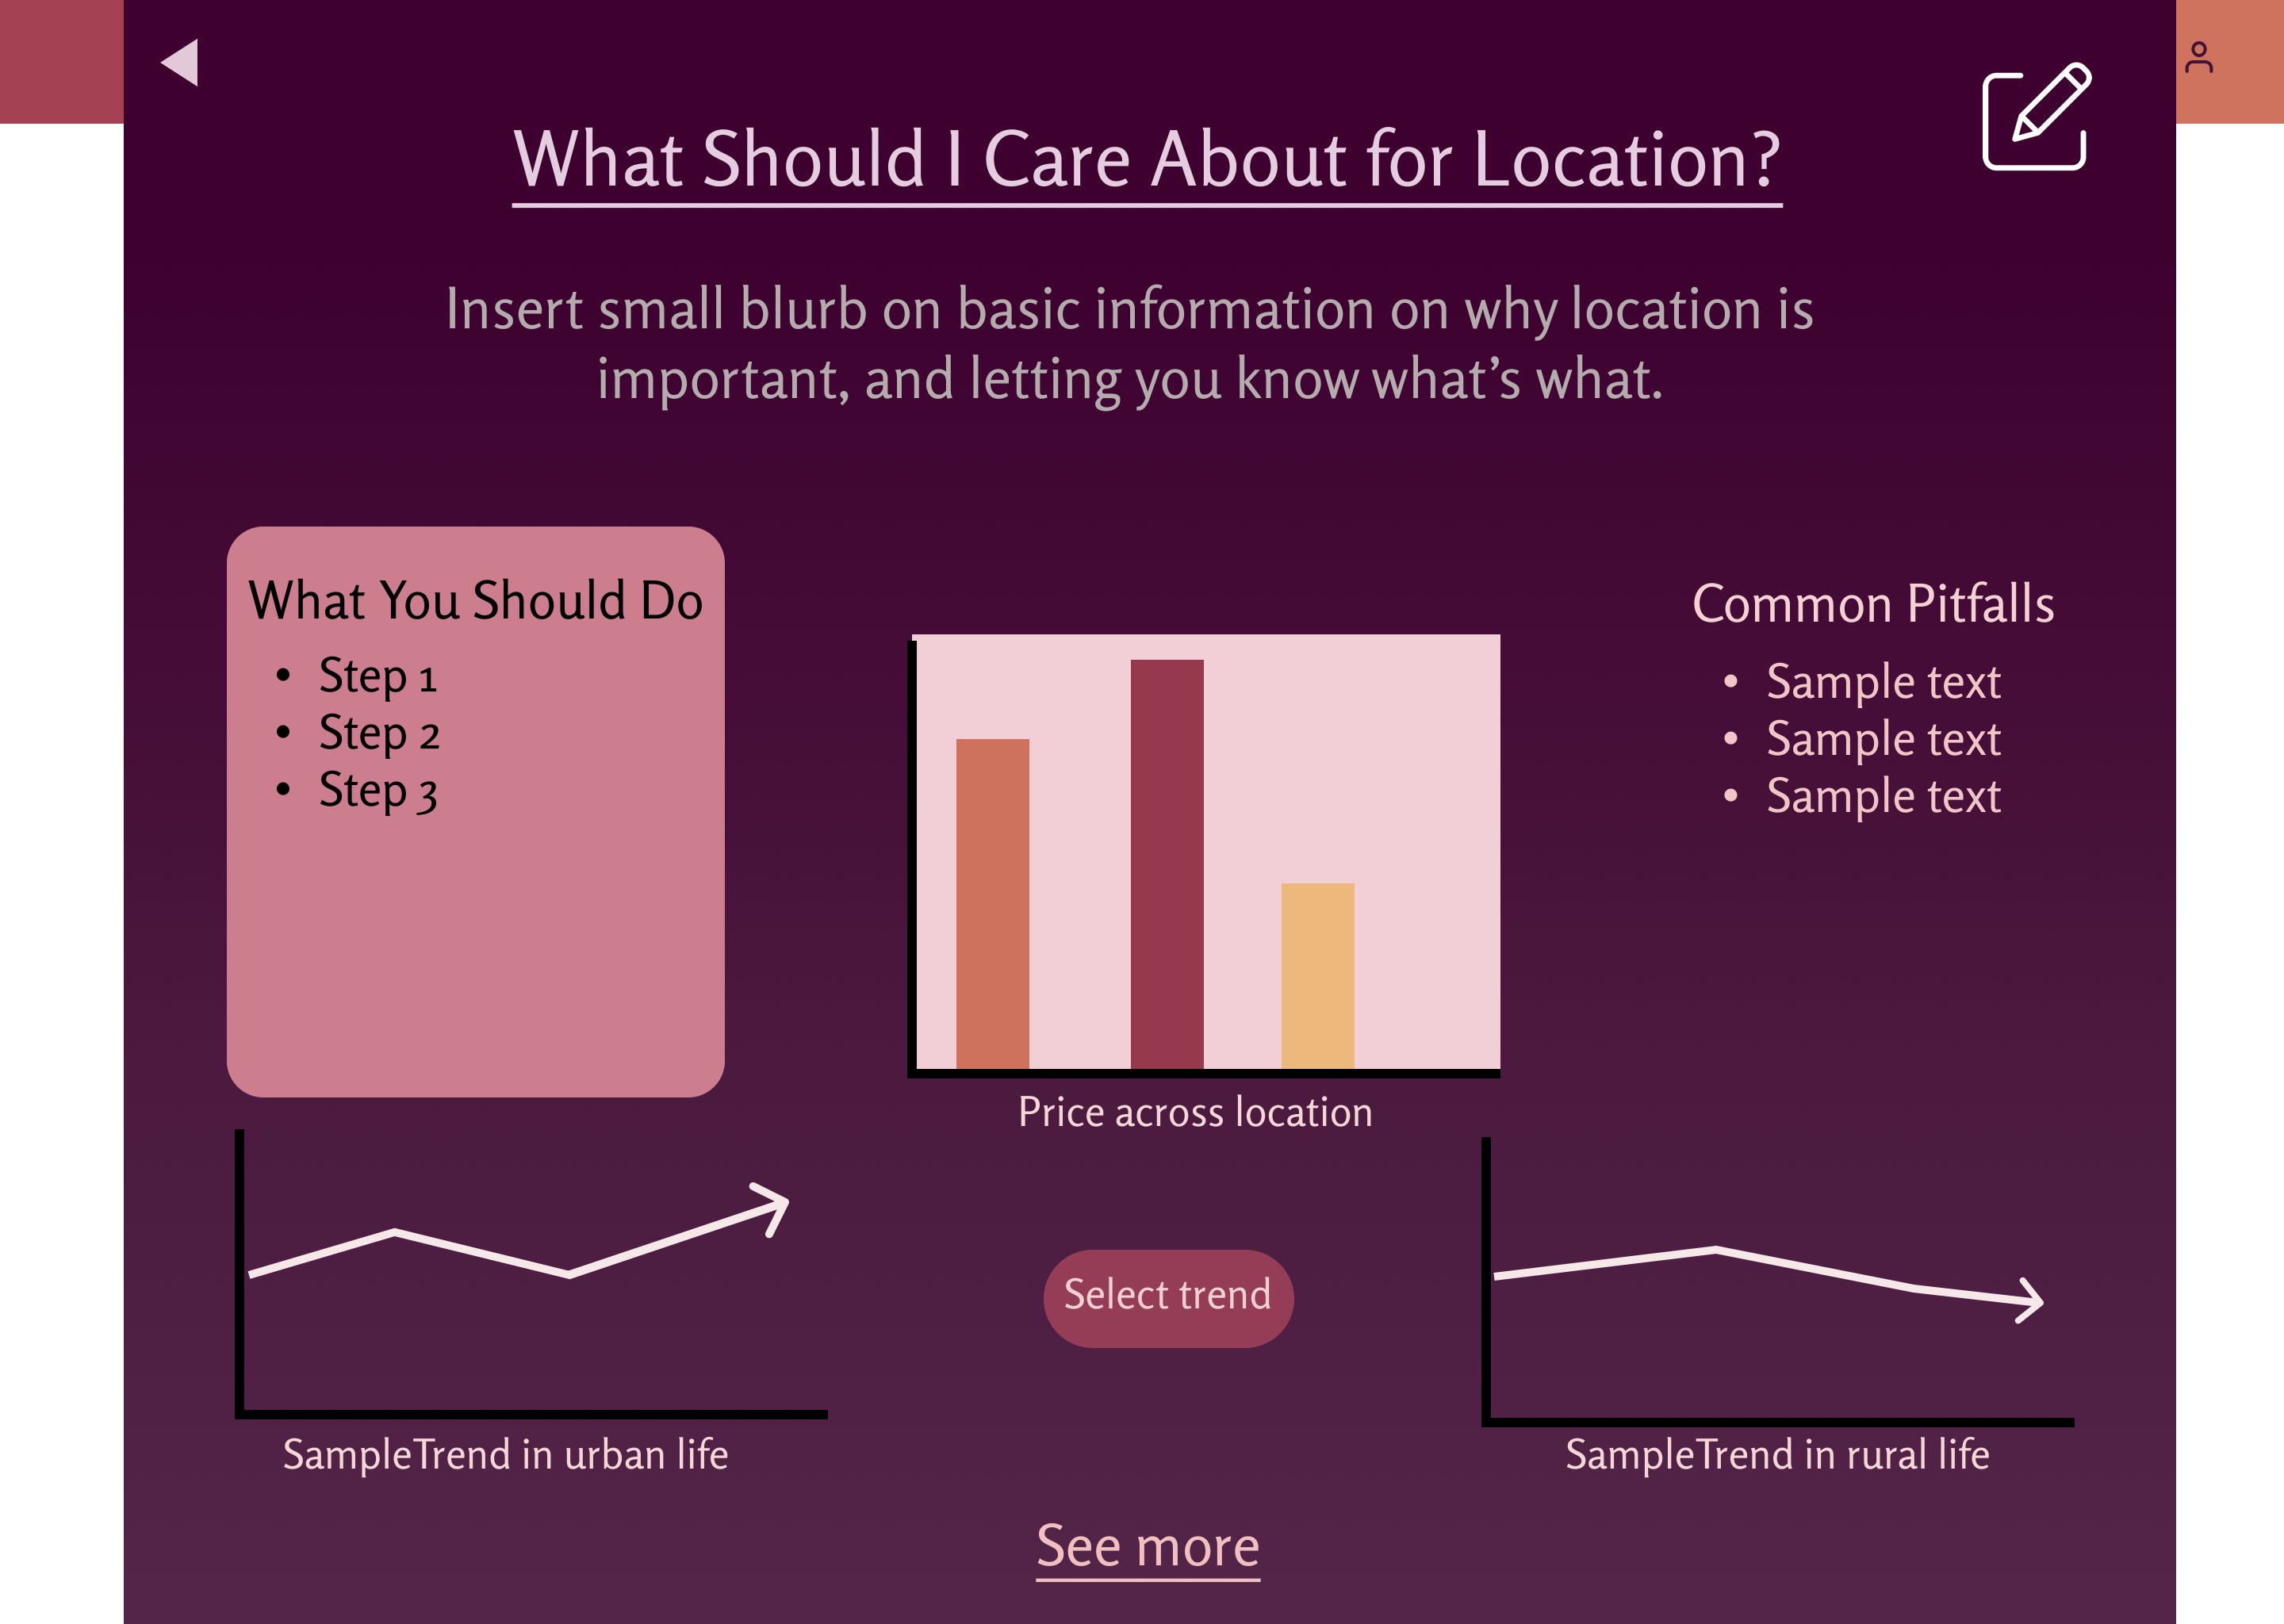 What Should I Care About for Location?
Insert small blurb on basic information on why location is
important, and letting you know what’s what.
What You Should Do
• Step 1
• Step 2
• Step 3
Price across location
Common Pitfalls
• Sample text
• Sample text
• Sample text
SampleTrend in urban life
Select trend
SampleTrend in rural life
See more